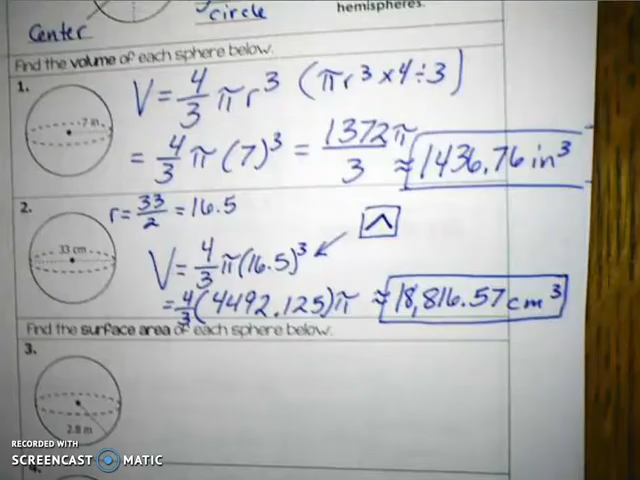 Center
circle
hemispheres.
Find the volume of each sphere below.
1.
7 in
V = 4/3 πr³ (πr³ × 4 ÷ 3)
= 4/3 π(7)³ = 1372π/3 ≈ 1436.76 in³
2.
33 cm
r = 33/2 = 16.5
^
V = 4/3 π(16.5)³
= 4/3 (4492.125)π ≈ 18,816.57 cm³
Find the surface area of each sphere below.
3.
2.8 m
RECORDED WITH
SCREENCAST MATIC